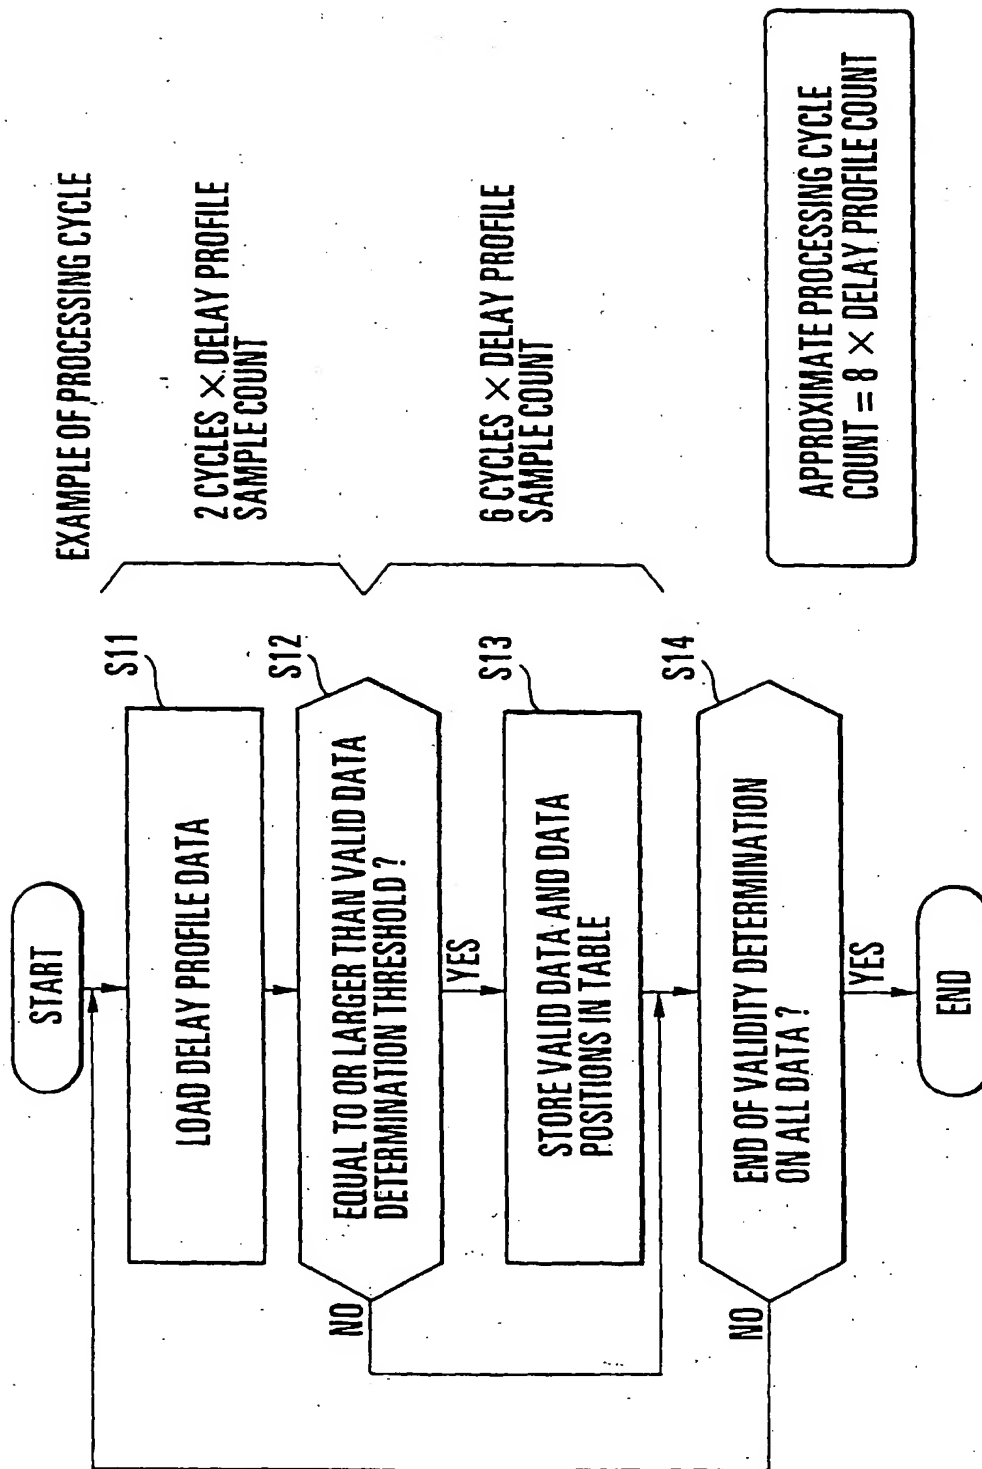 START
S11
LOAD DELAY PROFILE DATA
S12
EQUAL TO OR LARGER THAN VALID DATA
DETERMINATION THRESHOLD ?
NO
YES
S13
STORE VALID DATA AND DATA
POSITIONS IN TABLE
S14
END OF VALIDITY DETERMINATION
ON ALL DATA ?
NO
YES
END
EXAMPLE OF PROCESSING CYCLE
2 CYCLES × DELAY PROFILE
SAMPLE COUNT
6 CYCLES × DELAY PROFILE
SAMPLE COUNT
APPROXIMATE PROCESSING CYCLE
COUNT = 8 × DELAY PROFILE COUNT